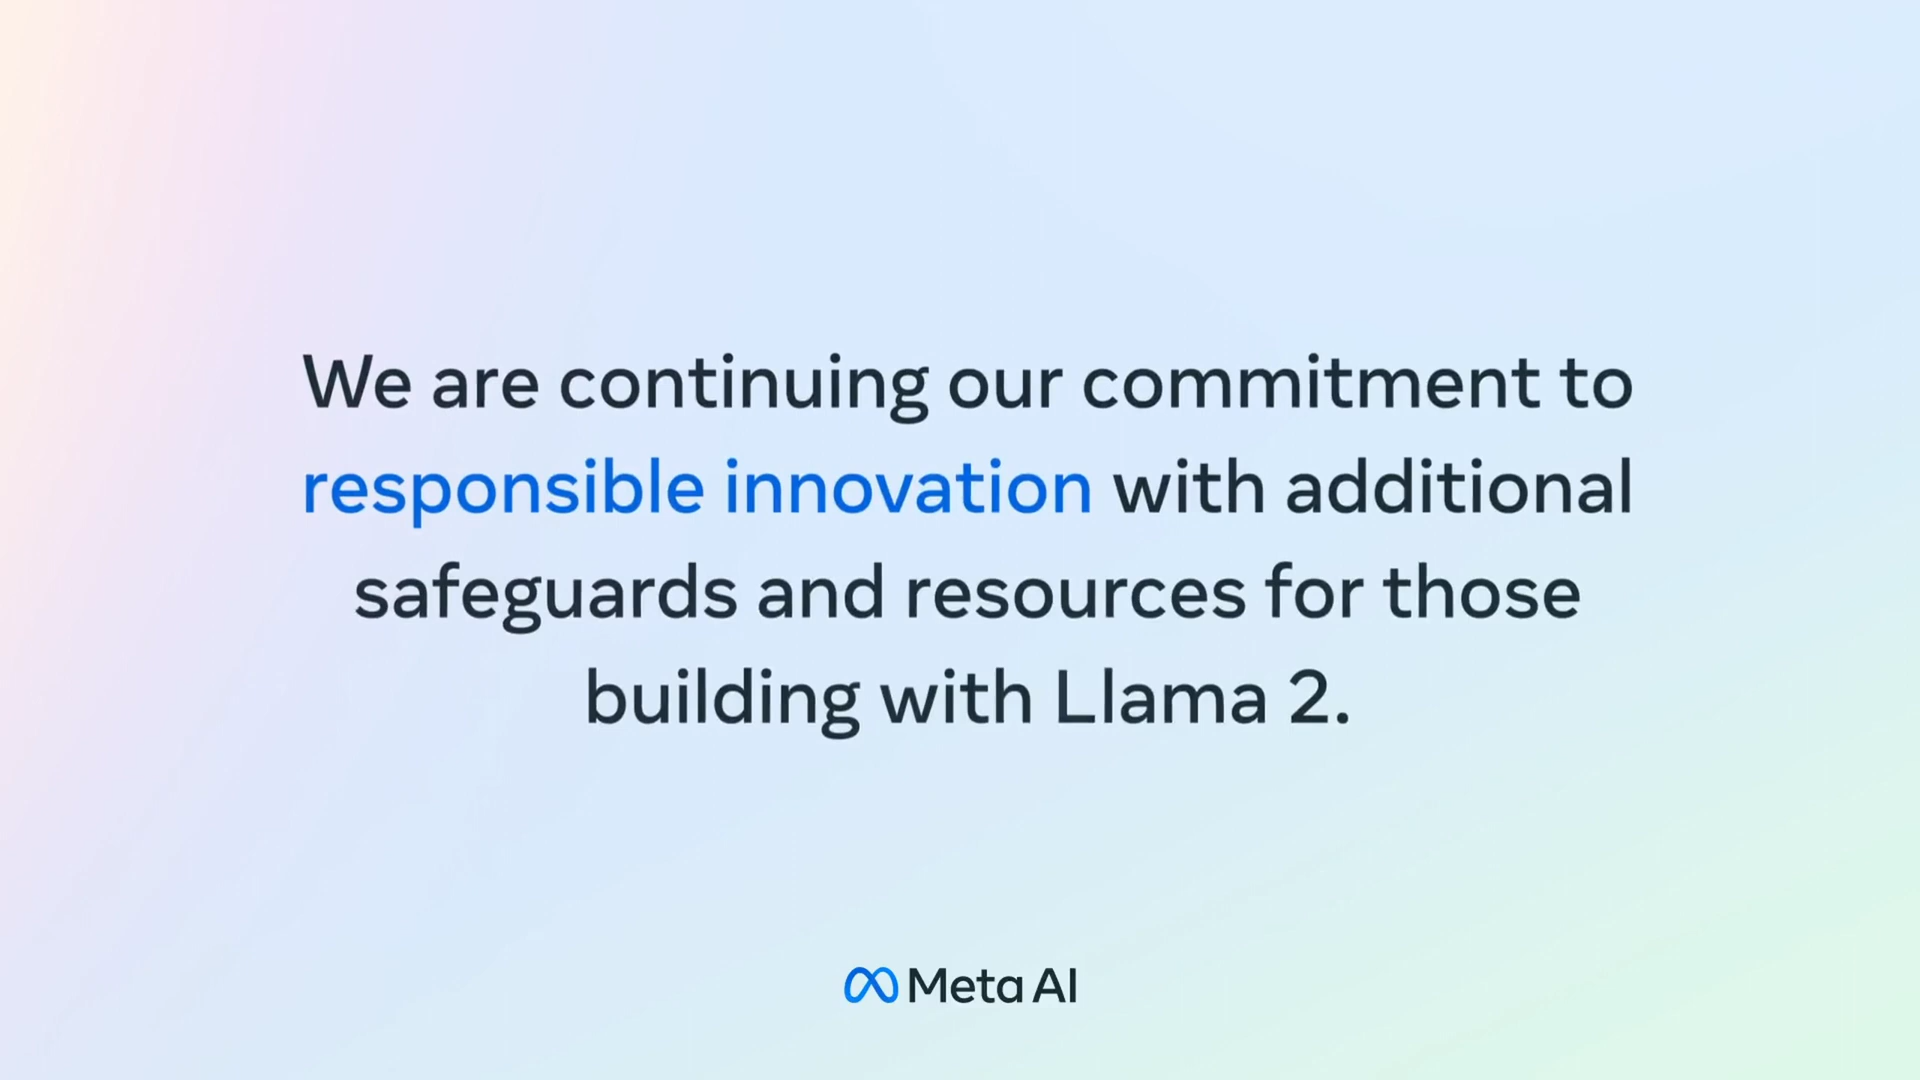 We are continuing our commitment to
responsible innovation with additional
safeguards and resources for those
building with Llama 2.
Meta AI